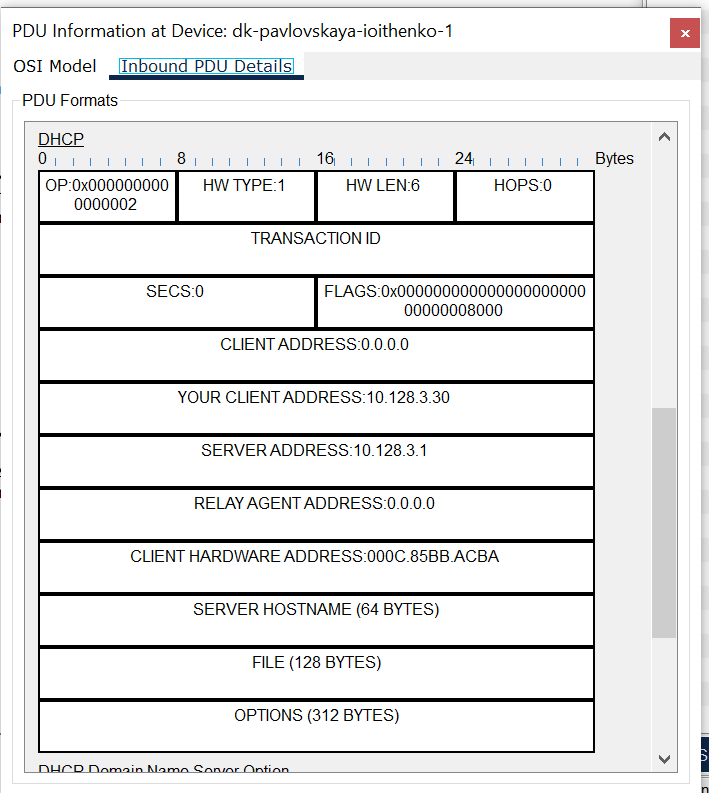 PDU Information at Device: dk-pavlovskaya-ioithenko-1
x
OSI Model Inbound PDU Details
PDU Formats
DHCP
0 8 16 24 Bytes
OP:0x000000000
0000002
HW TYPE:1
HW LEN:6
HOPS:0
TRANSACTION ID
SECS:0
FLAGS:0x000000000000000000000
00000008000
CLIENT ADDRESS:0.0.0.0
YOUR CLIENT ADDRESS:10.128.3.30
SERVER ADDRESS:10.128.3.1
RELAY AGENT ADDRESS:0.0.0.0
CLIENT HARDWARE ADDRESS:000C.85BB.ACBA
SERVER HOSTNAME (64 BYTES)
FILE (128 BYTES)
OPTIONS (312 BYTES)
DHCP Domain Name Server Option